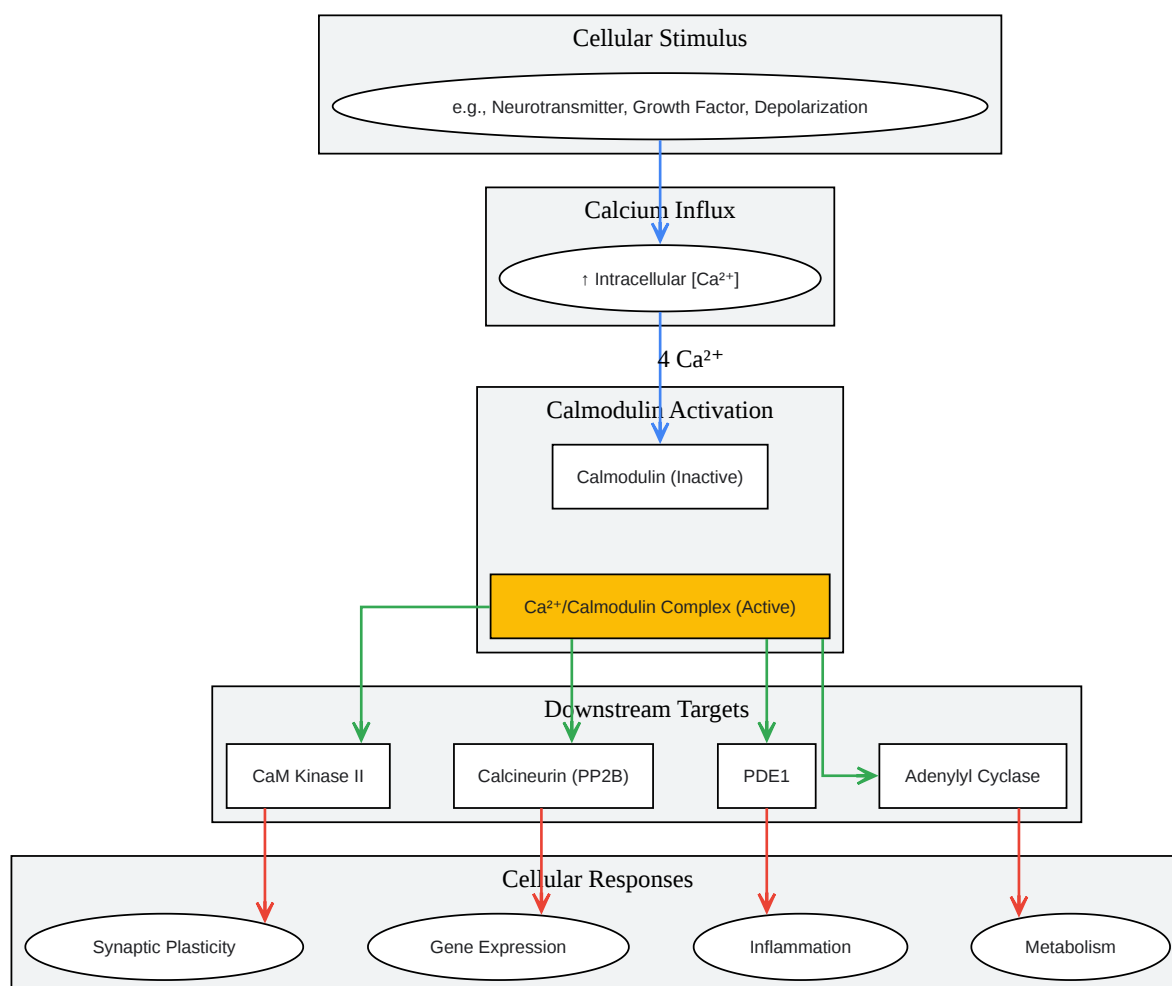 Cellular Stimulus
e.g., Neurotransmitter, Growth Factor, Depolarization
Calcium Influx
↑ Intracellular [Ca²⁺]
4 Ca²⁺
Calmodulin Activation
Calmodulin (Inactive)
Ca²⁺/Calmodulin Complex (Active)
Downstream Targets
CaM Kinase II
Calcineurin (PP2B)
PDE1
Adenylyl Cyclase
Cellular Responses
Synaptic Plasticity
Gene Expression
Inflammation
Metabolism